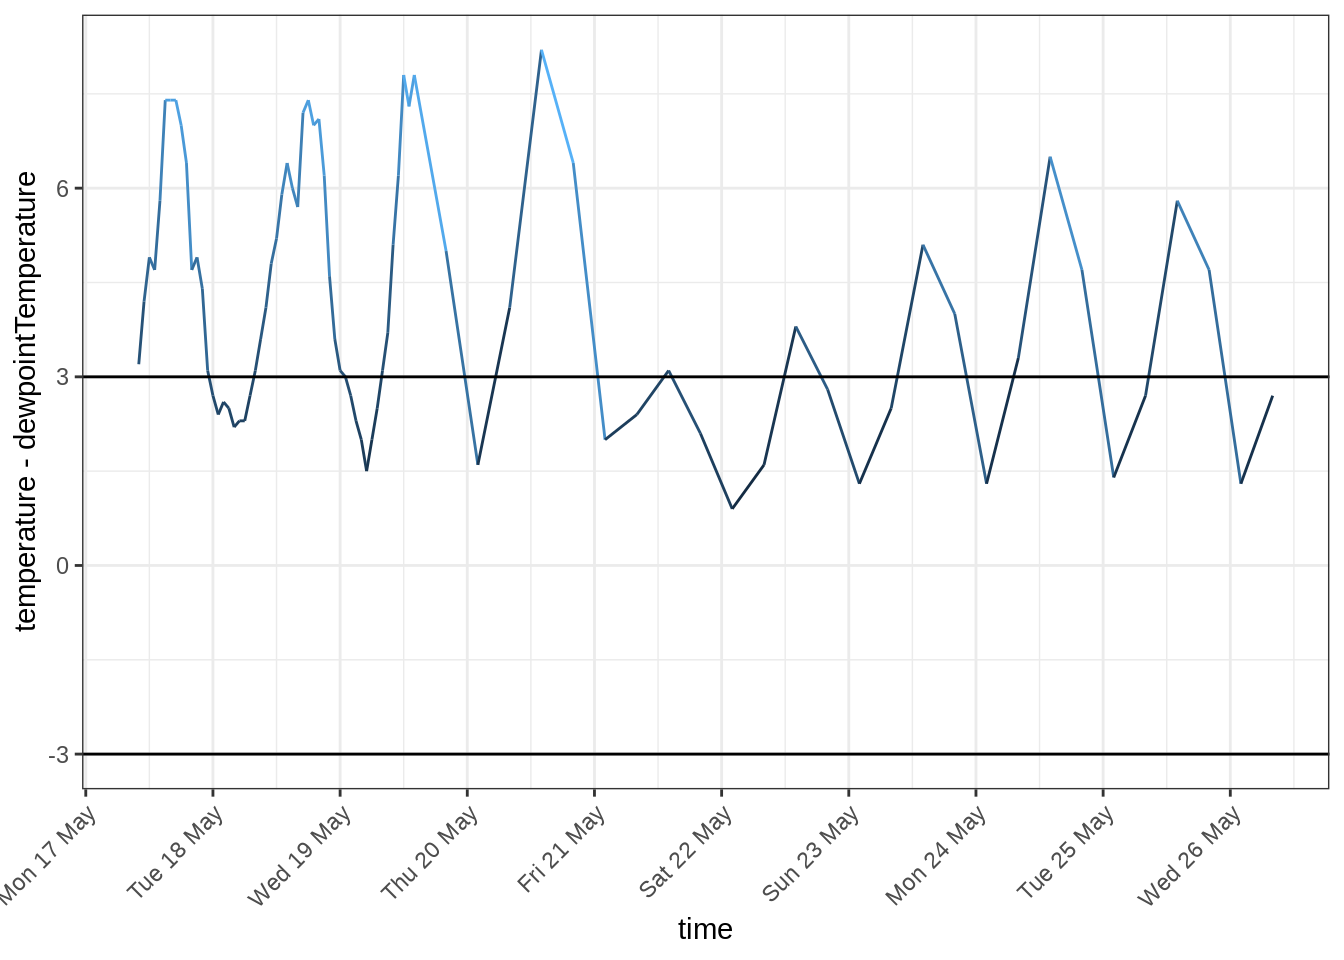 temperature - dewpointTemperature
6
3
0
-3
Mon 17 May
Tue 18 May
Wed 19 May
Thu 20 May
Fri 21 May
Sat 22 May
Sun 23 May
Mon 24 May
Tue 25 May
Wed 26 May
time